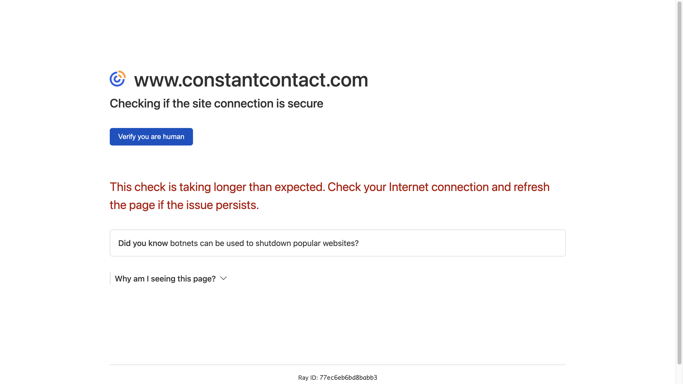 www.constantcontact.com
Checking if the site connection is secure
Verify you are human
This check is taking longer than expected. Check your Internet connection and refresh
the page if the issue persists.
Did you know botnets can be used to shutdown popular websites?
Why am I seeing this page?
Ray ID: 77ec6eb6bd8babb3